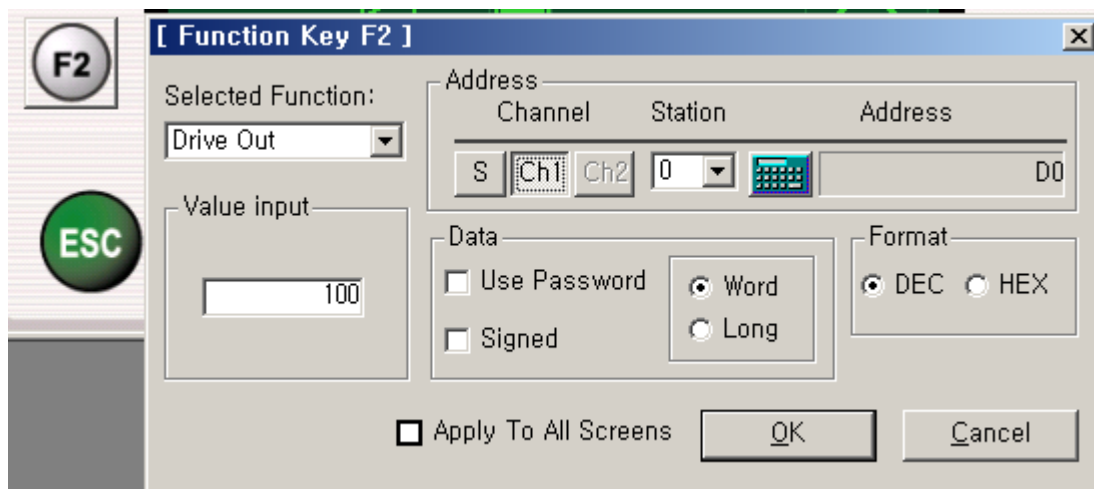 F2
ESC
[ Function Key F2 ]
Selected Function:
Drive Out
Value input
100
Address
Channel Station Address
S Ch1 Ch2 0 D0
Data
Use Password
Signed
Word
Long
Format
DEC HEX
Apply To All Screens OK Cancel